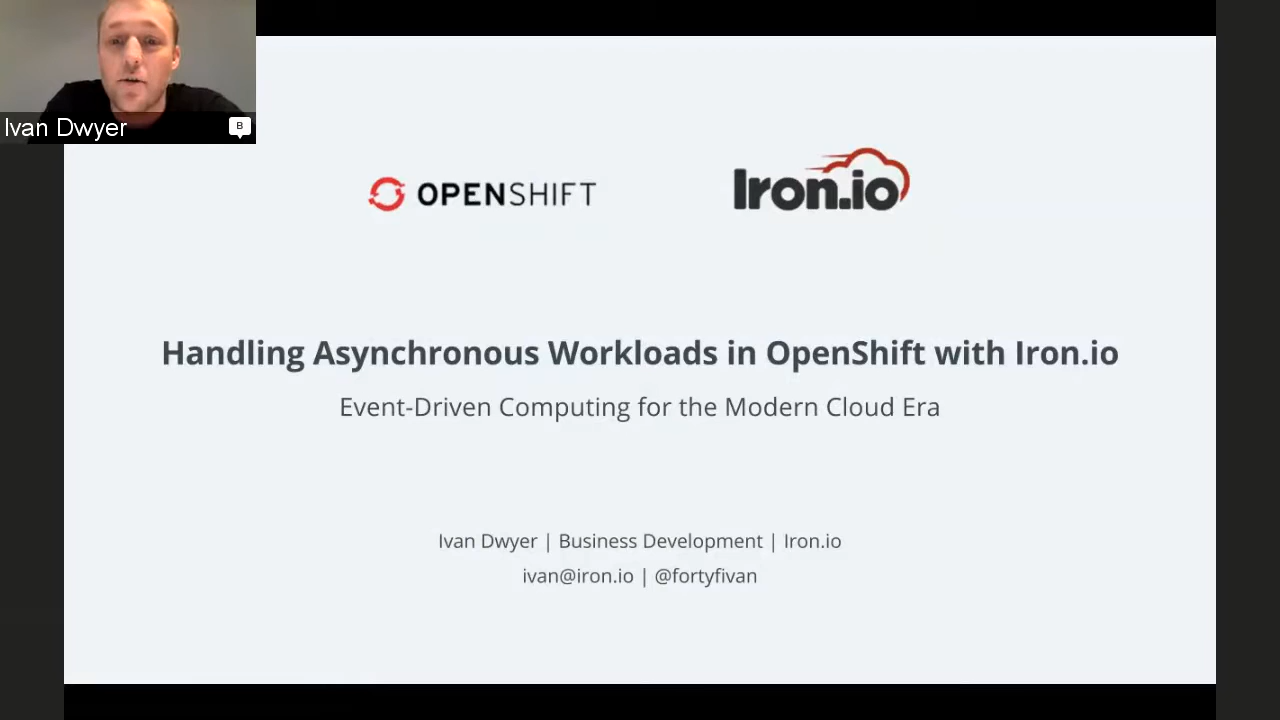 Ivan Dwyer
B
OPENSHIFT
Iron.io
Handling Asynchronous Workloads in OpenShift with Iron.io
Event-Driven Computing for the Modern Cloud Era
Ivan Dwyer | Business Development | Iron.io
ivan@iron.io | @fortyfivan